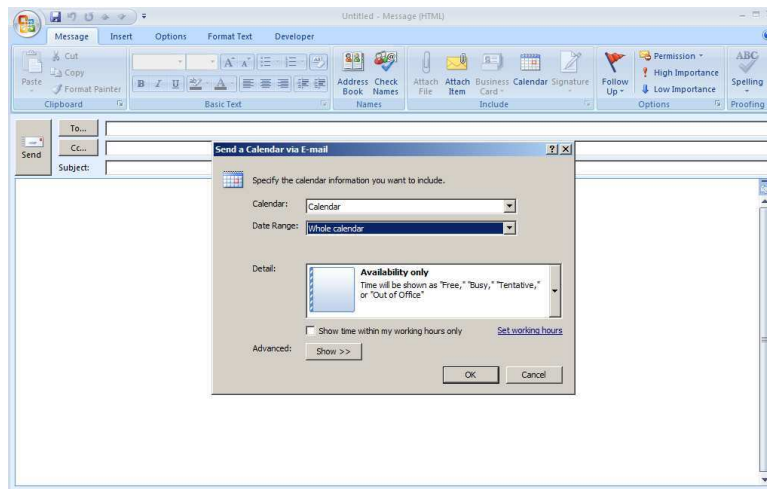 Untitled - Message (HTML)
Message Insert Options Format Text Developer
Cut
Copy
Format Painter
Paste
Clipboard
B I U
Basic Text
Address Book
Check Names
Names
Attach File
Attach Item
Business Card
Calendar
Signature
Include
Follow Up
Permission
High Importance
Low Importance
Options
ABC
Spelling
Proofing
Send
To...
Cc...
Subject:
Send a Calendar via E-mail
Specify the calendar information you want to include.
Calendar: Calendar
Date Range: Whole calendar
Detail: Availability only
Time will be shown as "Free," "Busy," "Tentative,"
or "Out of Office"
Show time within my working hours only Set working hours
Advanced: Show >>
OK Cancel